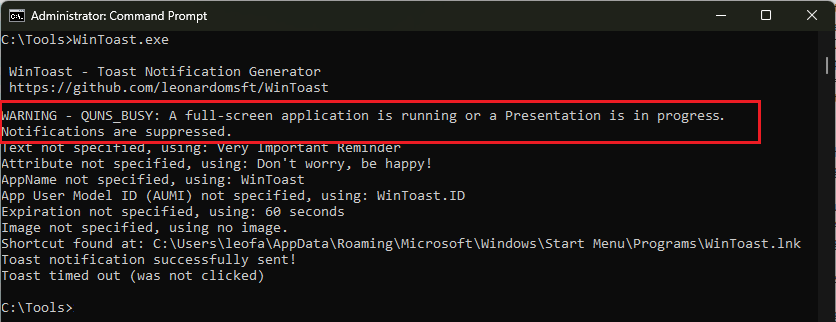 Administrator: Command Prompt
C:\Tools>WinToast.exe
WinToast - Toast Notification Generator
https://github.com/leonardomsft/WinToast
WARNING - QUNS_BUSY: A full-screen application is running or a Presentation is in progress.
Notifications are suppressed.
Text not specified, using: Very Important Reminder
Attribute not specified, using: Don't worry, be happy!
AppName not specified, using: WinToast
App User Model ID (AUMI) not specified, using: WinToast.ID
Expiration not specified, using: 60 seconds
Image not specified, using no image.
Shortcut found at: C:\Users\leofa\AppData\Roaming\Microsoft\Windows\Start Menu\Programs\WinToast.lnk
Toast notification successfully sent!
Toast timed out (was not clicked)
C:\Tools>